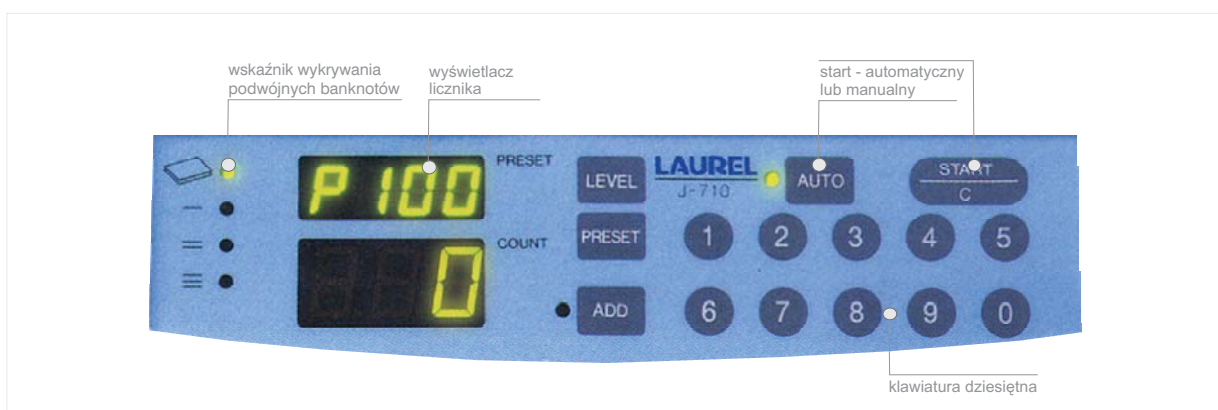 wskaźnik wykrywania
podwójnych banknotów
wyświetlacz
licznika
start - automatyczny
lub manualny
P100
PRESET
LEVEL
LAUREL
J-710
AUTO
START
C
0
COUNT
PRESET
1 2 3 4 5
ADD
6 7 8 9 0
klawiatura dziesiętna